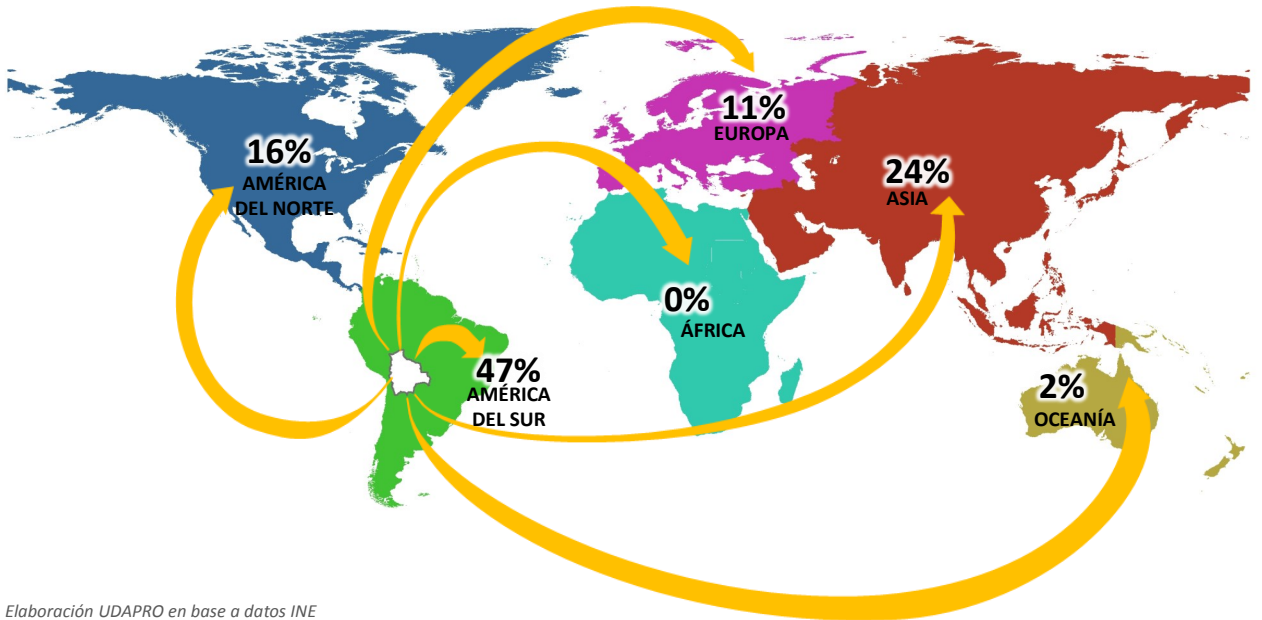 11%
EUROPA
16%
AMÉRICA
DEL NORTE
24%
ASIA
0%
ÁFRICA
47%
AMÉRICA
DEL SUR
2%
OCEANÍA
Elaboración UDAPRO en base a datos INE